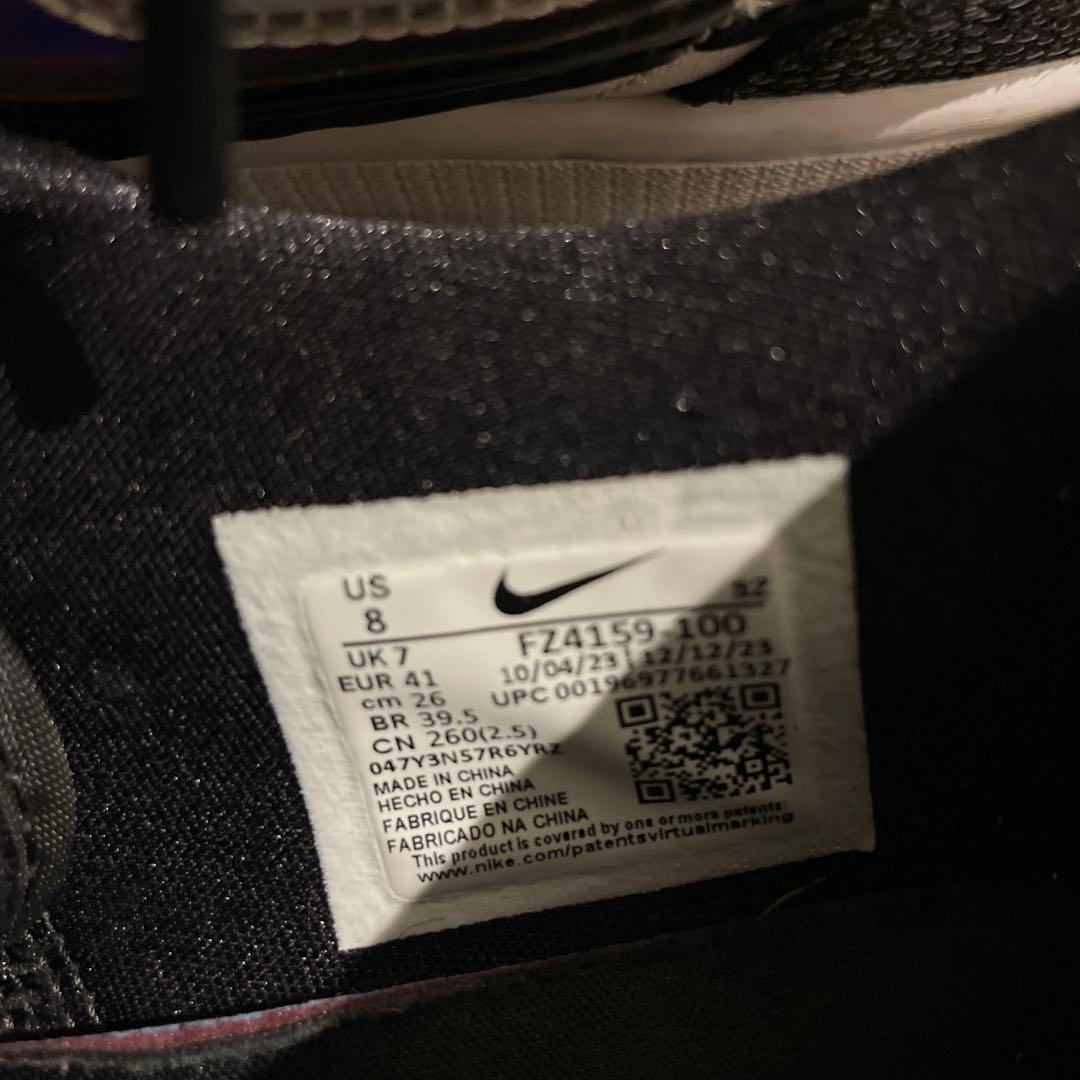 US
8
UK 7
EUR 41
cm 26
BR 39.5
CN 260(2.5)
047Y3N57R6YRZ
SZ
FZ4159 100
10/04/23 | 12/12/23
UPC 00196977661327
MADE IN CHINA
HECHO EN CHINA
FABRIQUE EN CHINE
FABRICADO NA CHINA
This product is covered by one or more patents:
www.nike.com/patentsvirtualmarking